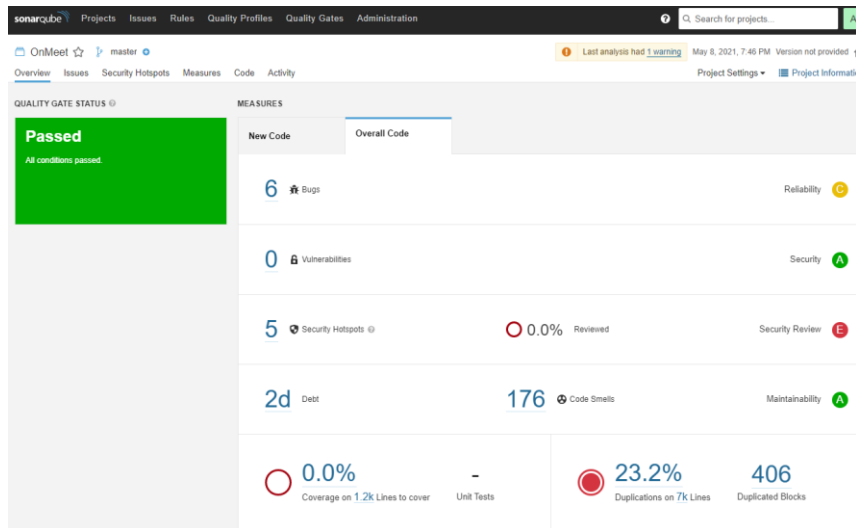 sonarqube Projects Issues Rules Quality Profiles Quality Gates Administration Search for projects... A
OnMeet master Last analysis had 1 warning May 8, 2021, 7:46 PM Version not provided
Overview Issues Security Hotspots Measures Code Activity Project Settings Project Informati
QUALITY GATE STATUS MEASURES
Passed
All conditions passed.
New Code Overall Code
6 Bugs Reliability C
0 Vulnerabilities Security A
5 Security Hotspots 0.0% Reviewed Security Review E
2d Debt 176 Code Smells Maintainability A
0.0% - 23.2% 406
Coverage on 1.2k Lines to cover Unit Tests Duplications on 7k Lines Duplicated Blocks